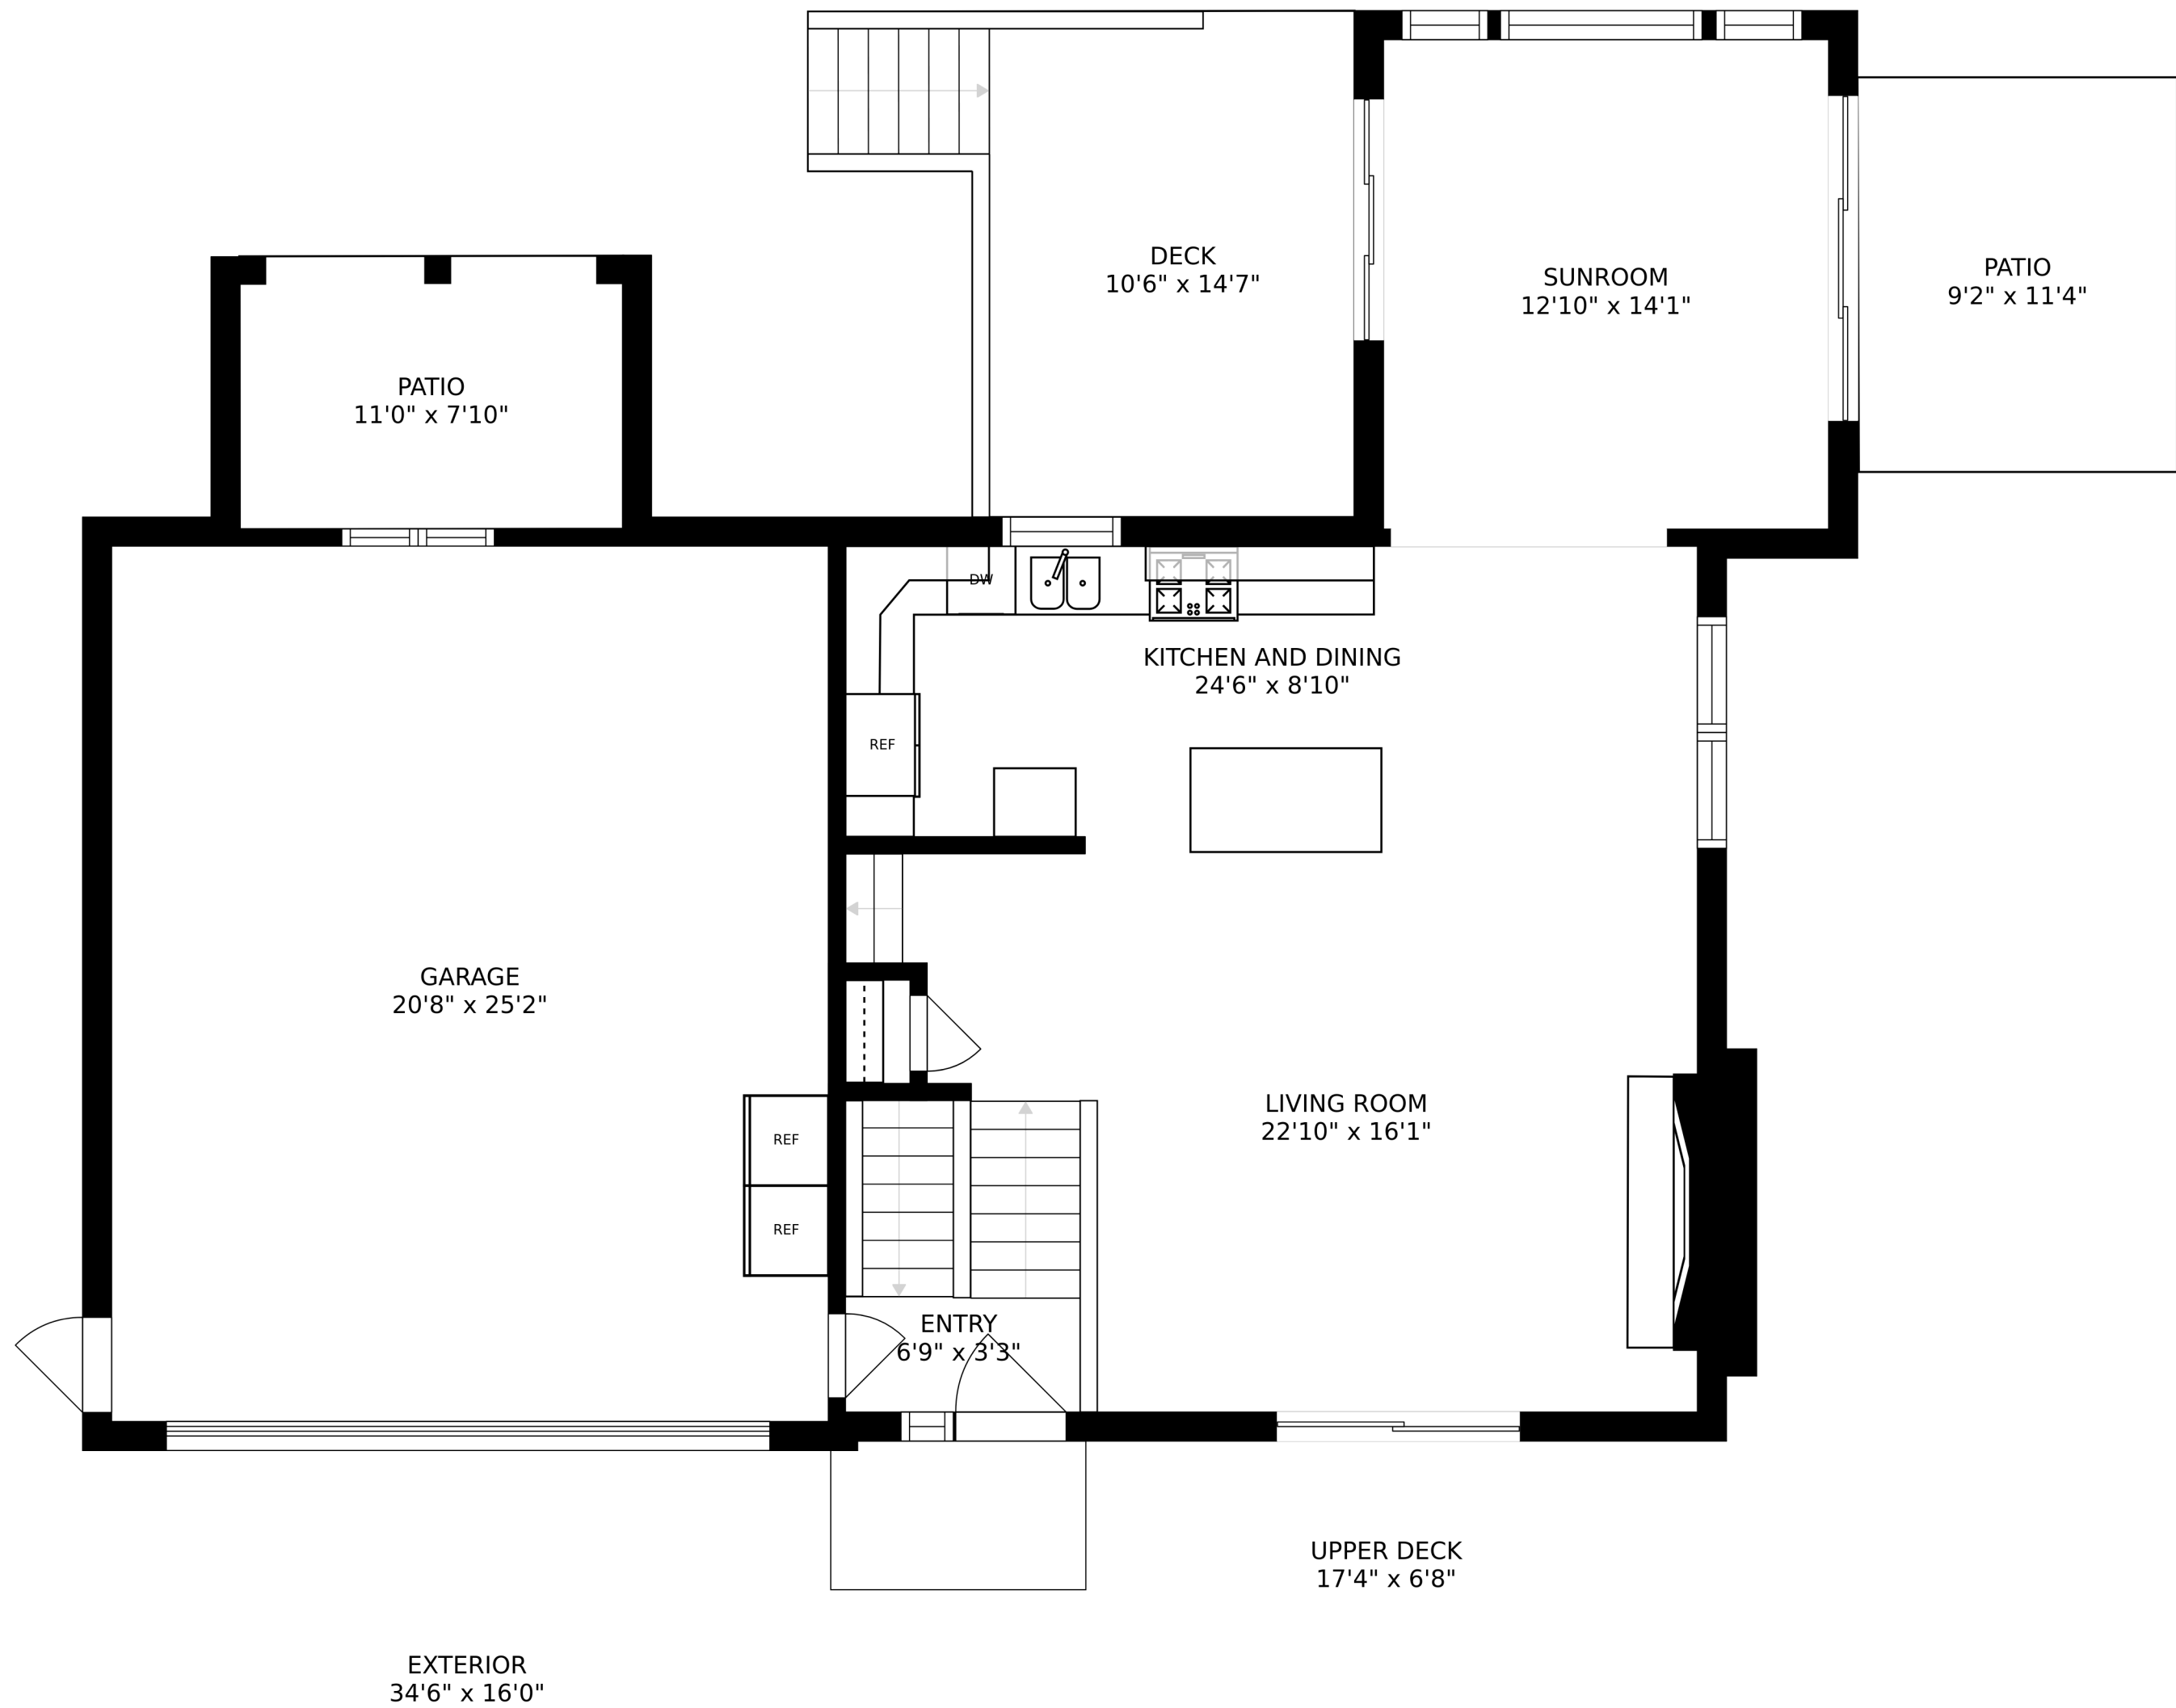 DECK
10'6" x 14'7"
SUNROOM
12'10" x 14'1"
PATIO
9'2" x 11'4"
PATIO
11'0" x 7'10"
DW
KITCHEN AND DINING
24'6" x 8'10"
REF
GARAGE
20'8" x 25'2"
LIVING ROOM
22'10" x 16'1"
REF
REF
ENTRY
6'9" x 3'3"
UPPER DECK
17'4" x 6'8"
EXTERIOR
34'6" x 16'0"